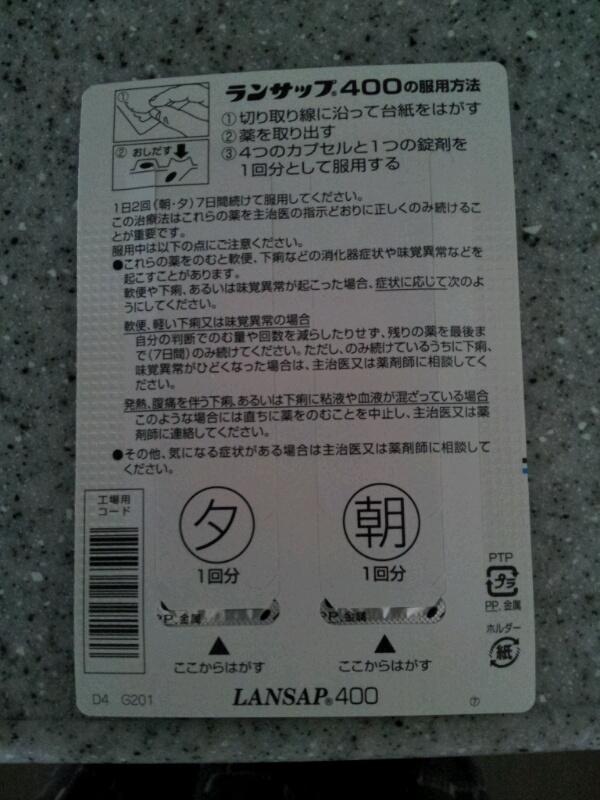 ランサップ®400の服用方法
①切り取り線に沿って台紙をはがす
②薬を取り出す
③4つのカプセルと1つの錠剤を
1回分として服用する
①
② おしだす
1日2回(朝・夕)7日間続けて服用してください。
この治療法はこれらの薬を主治医の指示どおりに正しくのみ続けるこ
とが重要です。
服用中は以下の点にご注意ください。
●これらの薬をのむと軟便、下痢などの消化器症状や味覚異常などを
起こすことがあります。
軟便や下痢、あるいは味覚異常が起こった場合、症状に応じて次のよ
うにしてください。
軟便、軽い下痢又は味覚異常の場合
自分の判断でのむ量や回数を減らしたりせず、残りの薬を最後ま
で(7日間)のみ続けてください。ただし、のみ続けているうちに下痢、
味覚異常がひどくなった場合は、主治医又は薬剤師に相談してく
ださい。
発熱、腹痛を伴う下痢、あるいは下痢に粘液や血液が混ざっている場合
このような場合には直ちに薬をのむことを中止し、主治医又は薬
剤師に連絡してください。
●その他、気になる症状がある場合は主治医又は薬剤師に相談して
ください。
工場用
コード
夕
1回分
朝
1回分
P, 金属
P, 金属
ここからはがす
ここからはがす
PTP
プラ
PP, 金属
ホルダー
紙
D4 G201
LANSAP®400
⑦